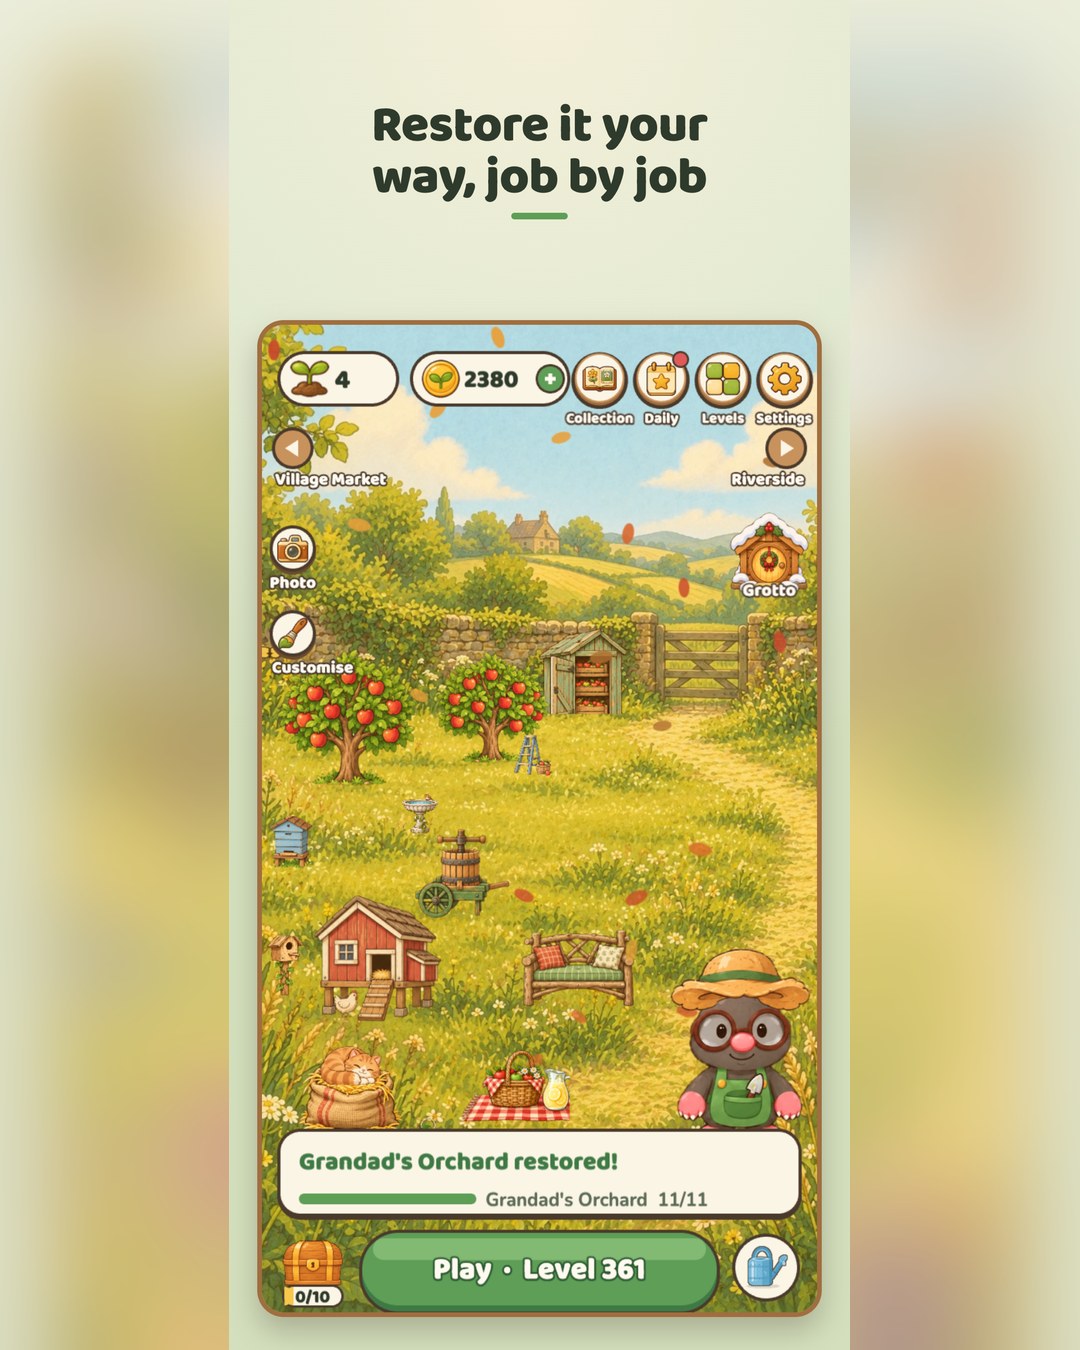 Restore it your
way, job by job
4
2380
Collection
Daily
Levels
Settings
Village Market
Riverside
Photo
Grotto
Customise
Grandad's Orchard restored!
Grandad's Orchard 11/11
0/10
Play · Level 361